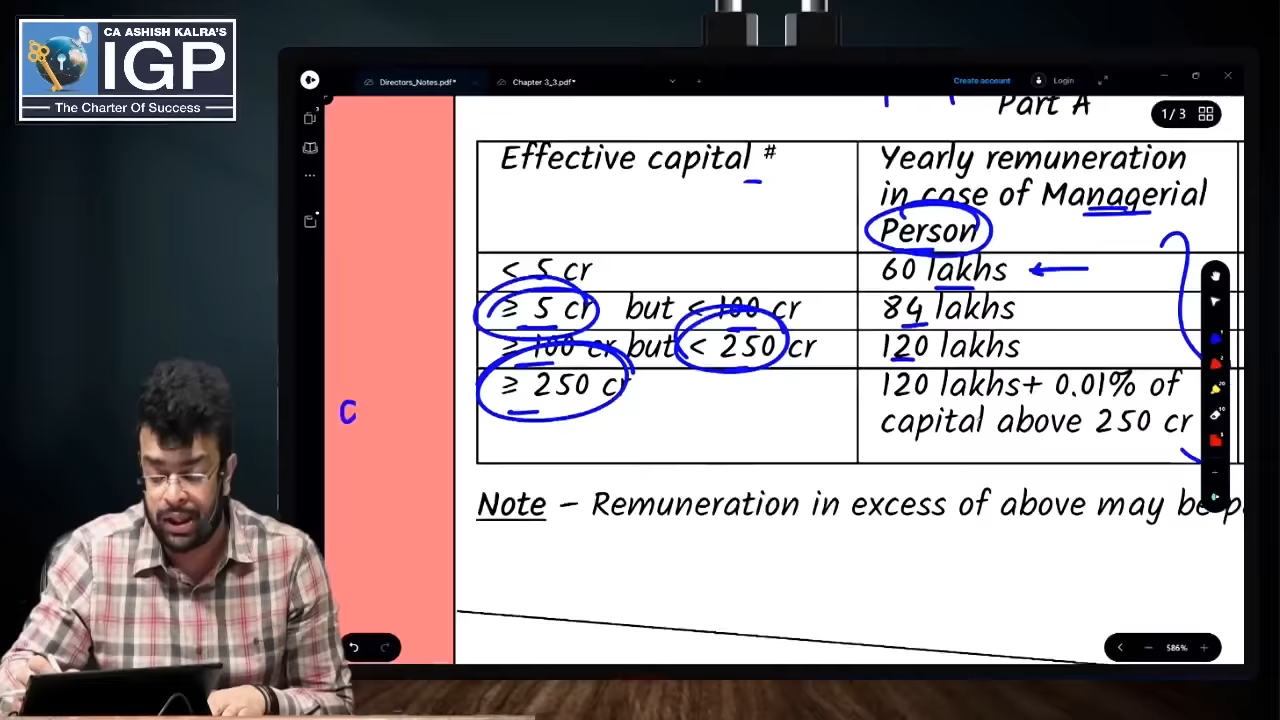 CA ASHISH KALRA'S
IGP
The Charter Of Success
Directors_Notes.pdf*
Chapter 3_3.pdf*
Create account
Login
Part A
1/3
Effective capital #
Yearly remuneration
in case of Managerial
Person
< 5 cr
60 lakhs
≥ 5 cr but < 100 cr
84 lakhs
≥ 100 cr but < 250 cr
120 lakhs
≥ 250 cr
120 lakhs+ 0.01% of
capital above 250 cr
C
Note – Remuneration in excess of above may be p
586%